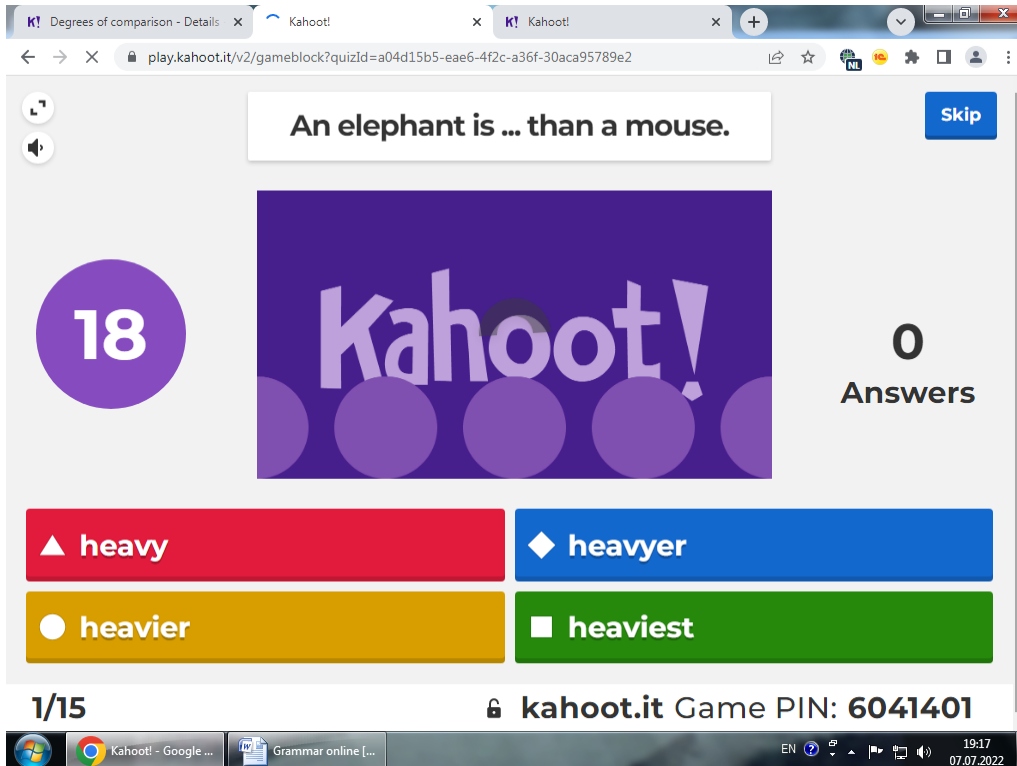 Degrees of comparison - Details
Kahoot!
Kahoot!
play.kahoot.it/v2/gameblock?quizId=a04d15b5-eae6-4f2c-a36f-30aca95789e2
NL
An elephant is ... than a mouse.
Skip
18
Kahoot!
0
Answers
heavy
heavyer
heavier
heaviest
1/15
kahoot.it Game PIN: 6041401
Kahoot! - Google ...
Grammar online [...
EN
19:17
07.07.2022